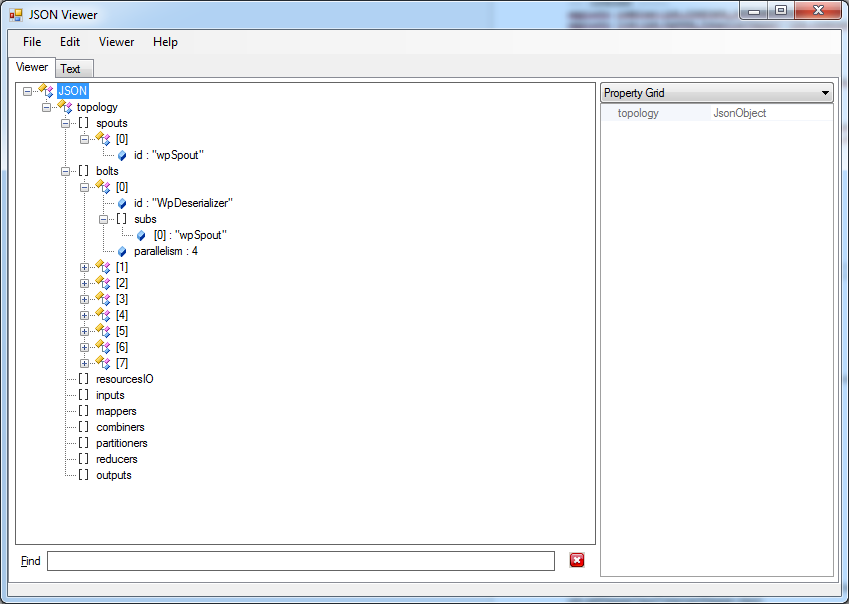 JSON Viewer
File Edit Viewer Help
Viewer Text
JSON
topology
[ ] spouts
[0]
id : "wpSpout"
[ ] bolts
[0]
id : "WpDeserializer"
[ ] subs
[0] : "wpSpout"
parallelism : 4
[1]
[2]
[3]
[4]
[5]
[6]
[7]
[ ] resourcesIO
[ ] inputs
[ ] mappers
[ ] combiners
[ ] partitioners
[ ] reducers
[ ] outputs
Find
Property Grid
topology JsonObject